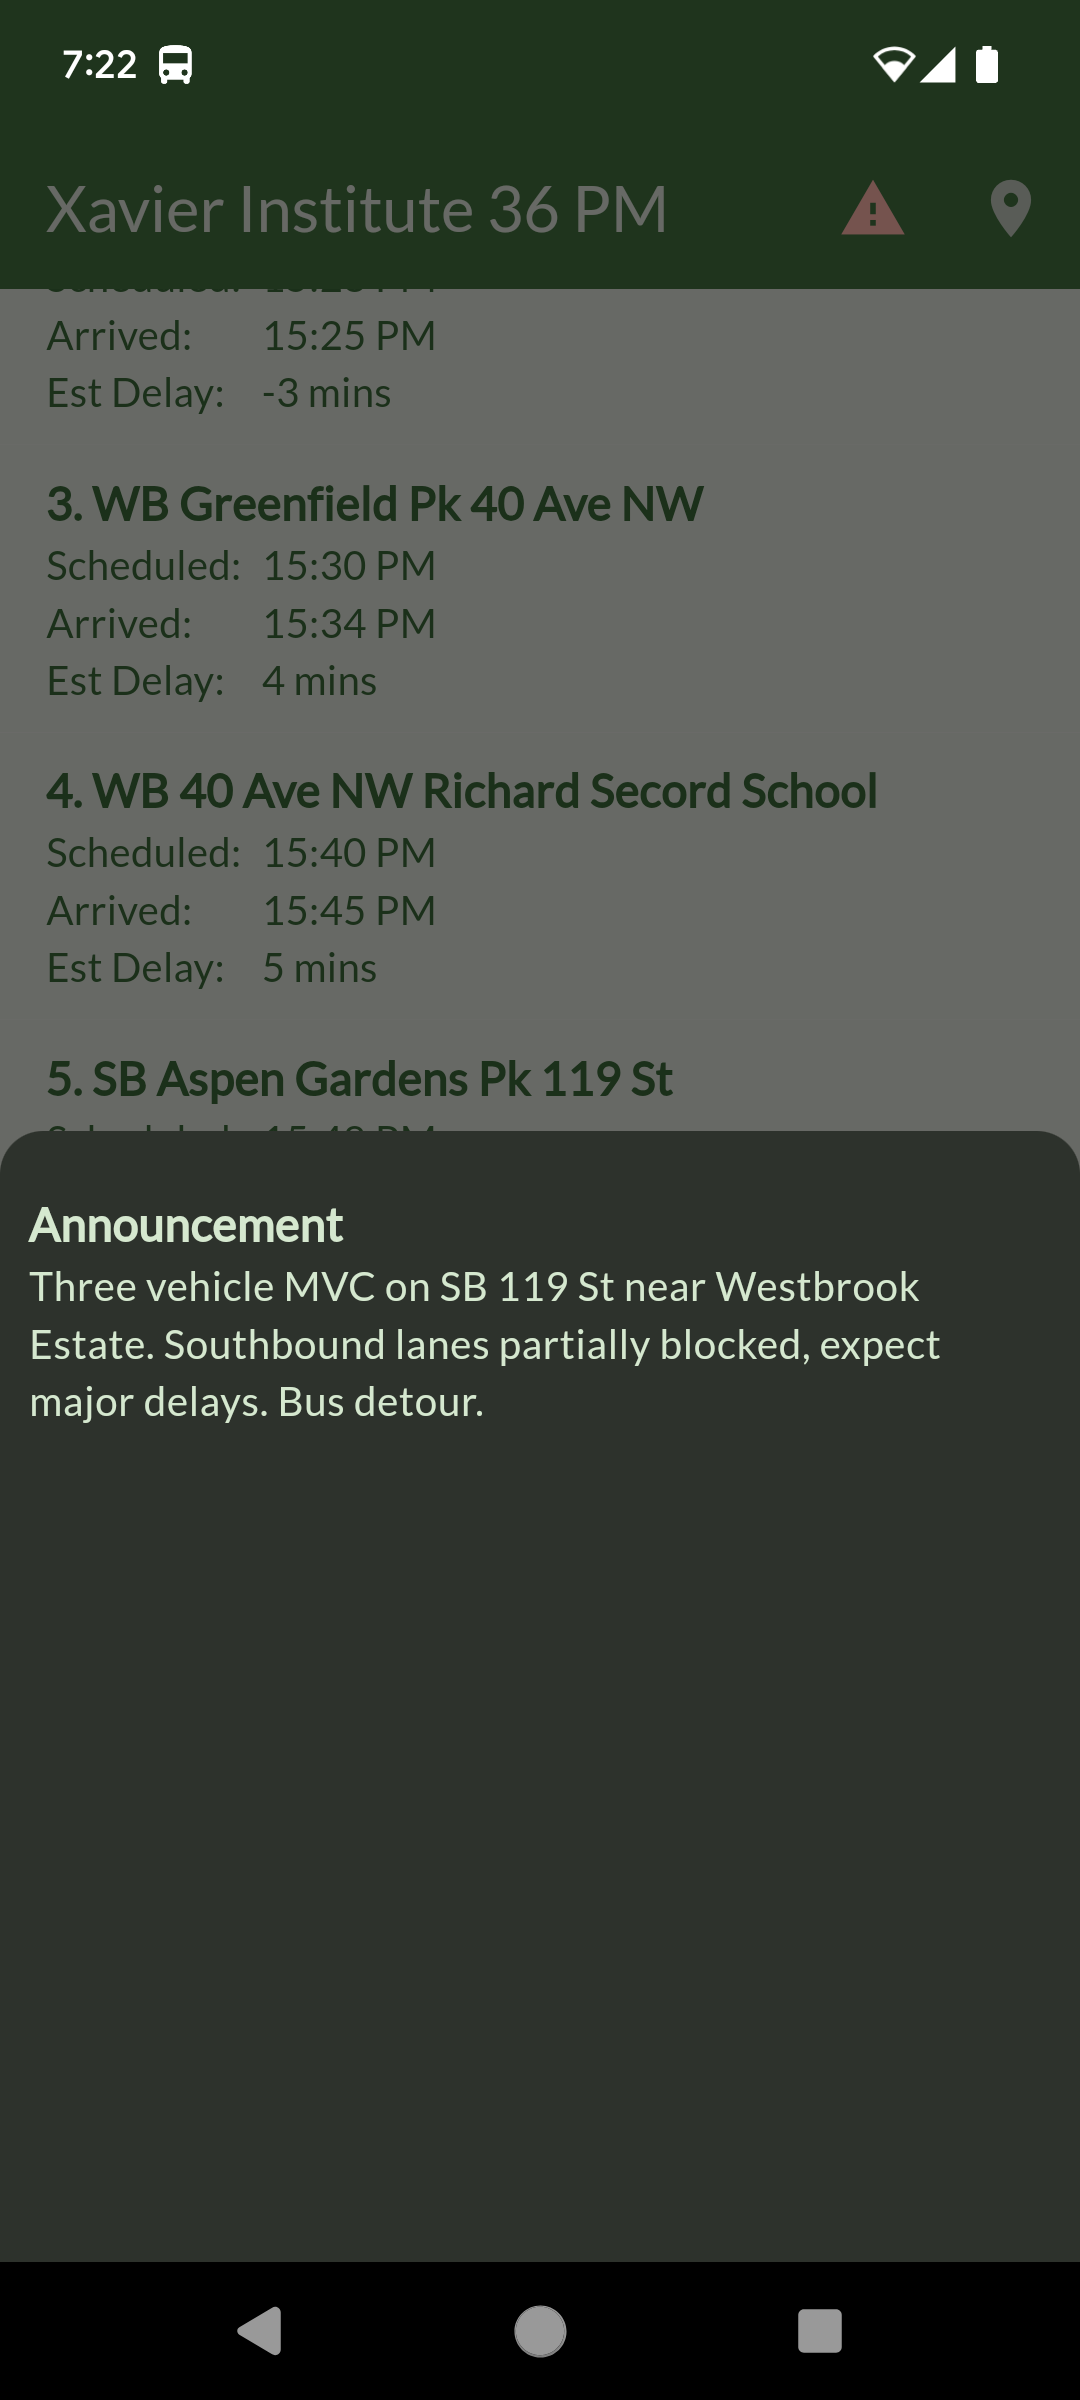 7:22
Xavier Institute 36 PM
Arrived: 15:25 PM
Est Delay: -3 mins
3. WB Greenfield Pk 40 Ave NW
Scheduled: 15:30 PM
Arrived: 15:34 PM
Est Delay: 4 mins
4. WB 40 Ave NW Richard Secord School
Scheduled: 15:40 PM
Arrived: 15:45 PM
Est Delay: 5 mins
5. SB Aspen Gardens Pk 119 St
Announcement
Three vehicle MVC on SB 119 St near Westbrook
Estate. Southbound lanes partially blocked, expect
major delays. Bus detour.